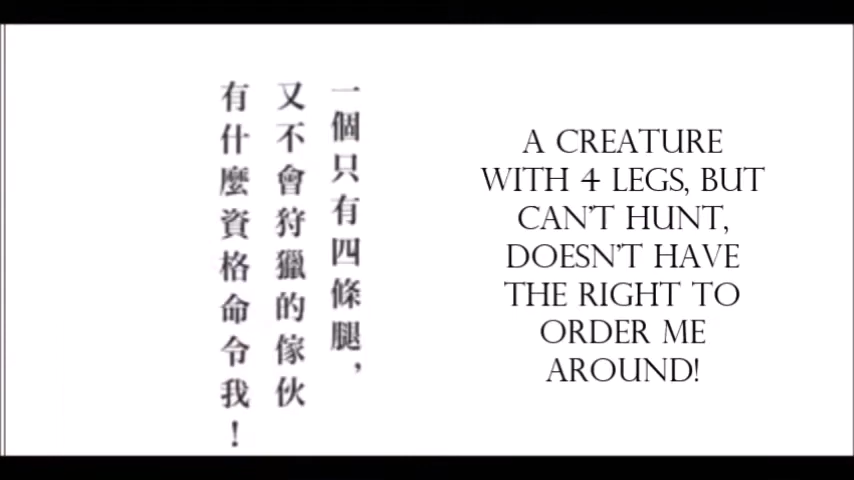 一個只有四條腿，
又不會狩獵的傢伙
有什麼資格命令我！
A CREATURE
WITH 4 LEGS, BUT
CAN'T HUNT,
DOESN'T HAVE
THE RIGHT TO
ORDER ME
AROUND!